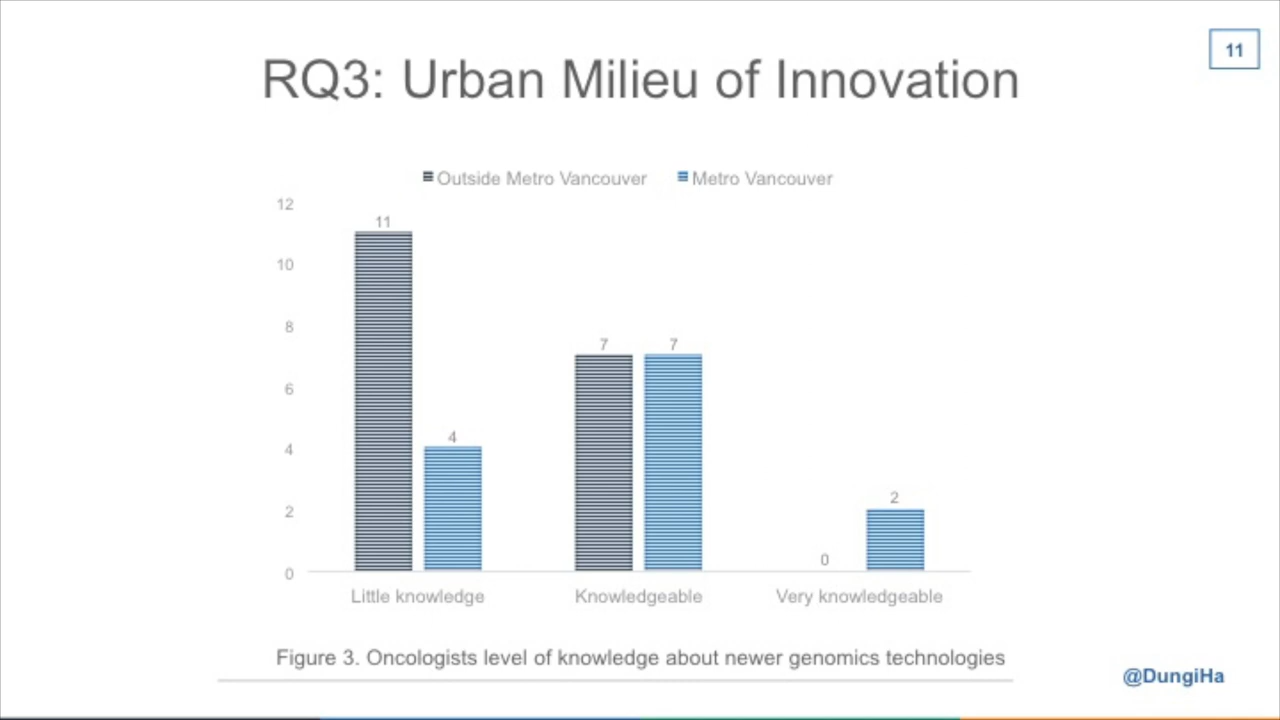 11
RQ3: Urban Milieu of Innovation
Outside Metro Vancouver Metro Vancouver
12
10
8
6
4
2
0
11
4
7
7
0
2
Little knowledge Knowledgeable Very knowledgeable
Figure 3. Oncologists level of knowledge about newer genomics technologies
@DungiHa